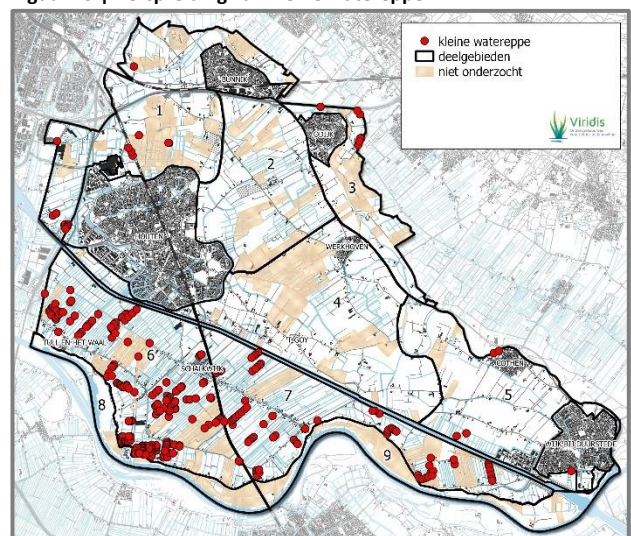 kleine watereppe
deelgebieden
niet onderzocht
Viridis
BUNNIK
1
ODIJK
2
3
HOUTEN
WERKHOVEN
4
TULL EN HET WAAL
6
SCHALKWIJK
'T GOY
COTHEN
5
7
8
9
WIJK BIJ DUURSTEDE